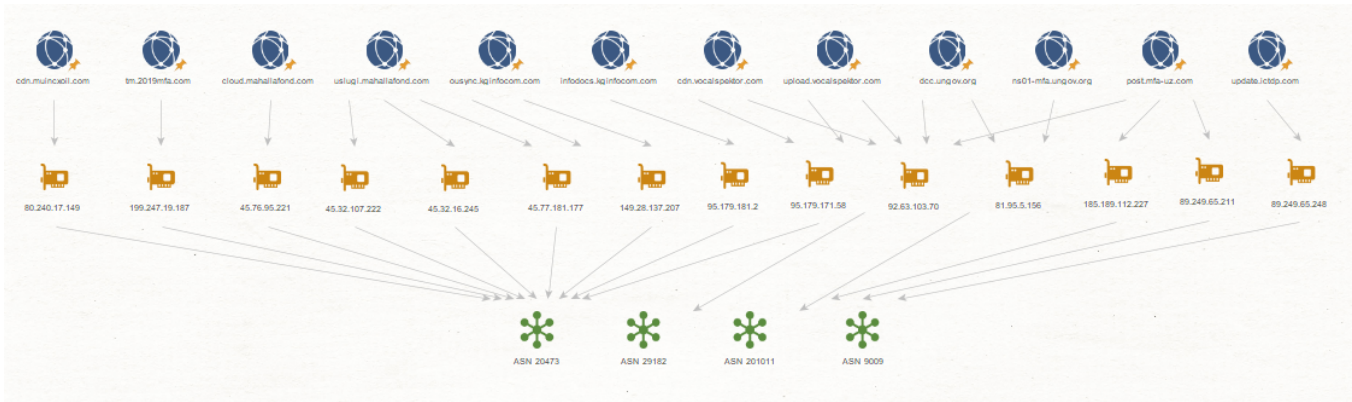 cdn.muincxoil.com
tm.2019mfa.com
cloud.mahallafond.com
uslugi.mahallafond.com
ousync.kginfocom.com
infodocs.kginfocom.com
cdn.vocalspektor.com
upload.vocalspektor.com
dcc.ungov.org
ns01-mfa.ungov.org
post.mfa-uz.com
update.ictdp.com
80.240.17.149
199.247.19.187
45.76.95.221
45.32.107.222
45.32.16.245
45.77.181.177
149.28.137.207
95.179.181.2
95.179.171.58
92.63.103.70
81.95.5.156
185.189.112.227
89.249.65.211
89.249.65.248
ASN 20473
ASN 29182
ASN 201011
ASN 9009